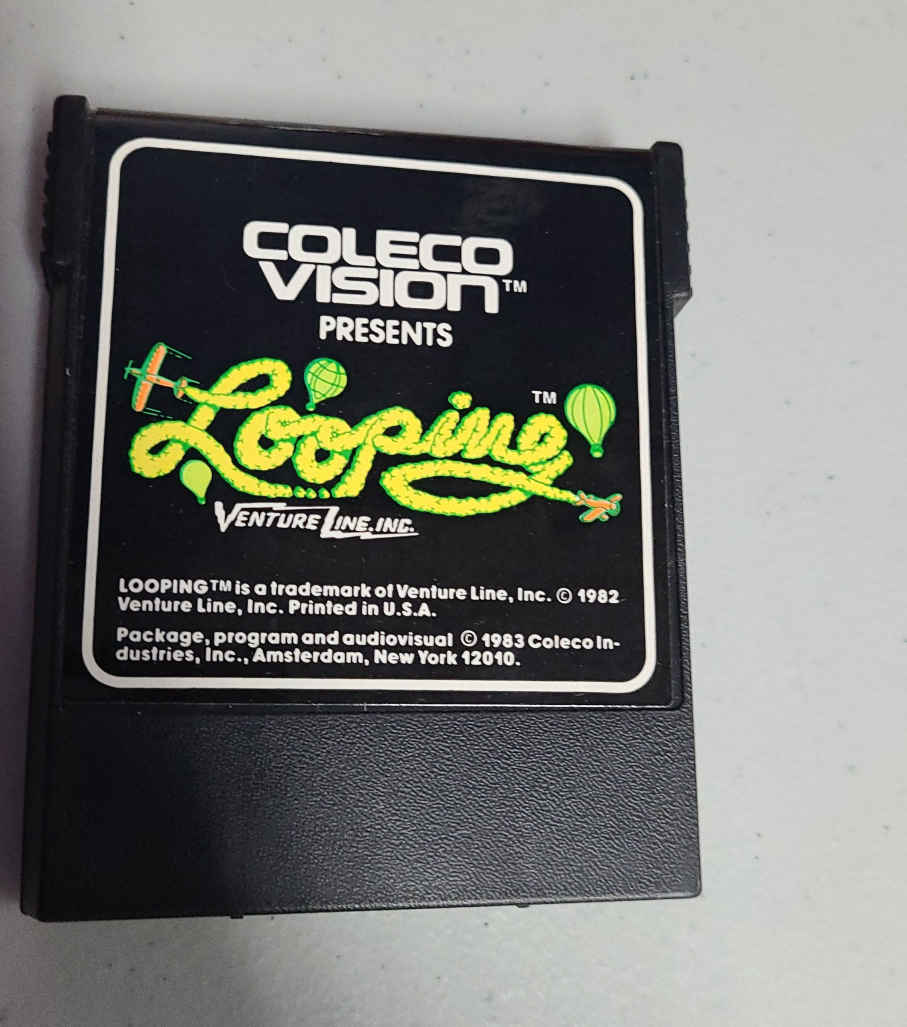 COLECO
VISION™
PRESENTS
Looping™
VENTURE LINE, INC.
LOOPING™ is a trademark of Venture Line, Inc. © 1982
Venture Line, Inc. Printed in U.S.A.
Package, program and audiovisual © 1983 Coleco In-
dustries, Inc., Amsterdam, New York 12010.